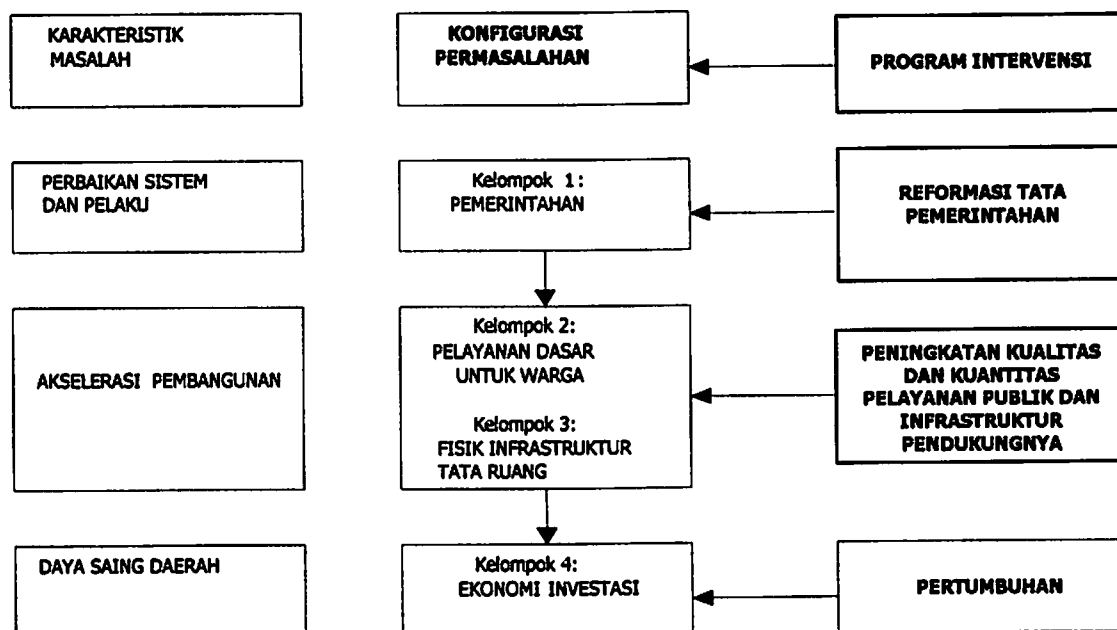 KARAKTERISTIK
MASALAH
KONFIGURASI
PERMASALAHAN
PROGRAM INTERVENSI
PERBAIKAN SISTEM
DAN PELAKU
Kelompok 1:
PEMERINTAHAN
REFORMASI TATA
PEMERINTAHAN
AKSELERASI PEMBANGUNAN
Kelompok 2:
PELAYANAN DASAR
UNTUK WARGA
Kelompok 3:
FISIK INFRASTRUKTUR
TATA RUANG
PENINGKATAN KUALITAS
DAN KUANTITAS
PELAYANAN PUBLIK DAN
INFRASTRUKTUR
PENDUKUNGNYA
DAYA SAING DAERAH
Kelompok 4:
EKONOMI INVESTASI
PERTUMBUHAN